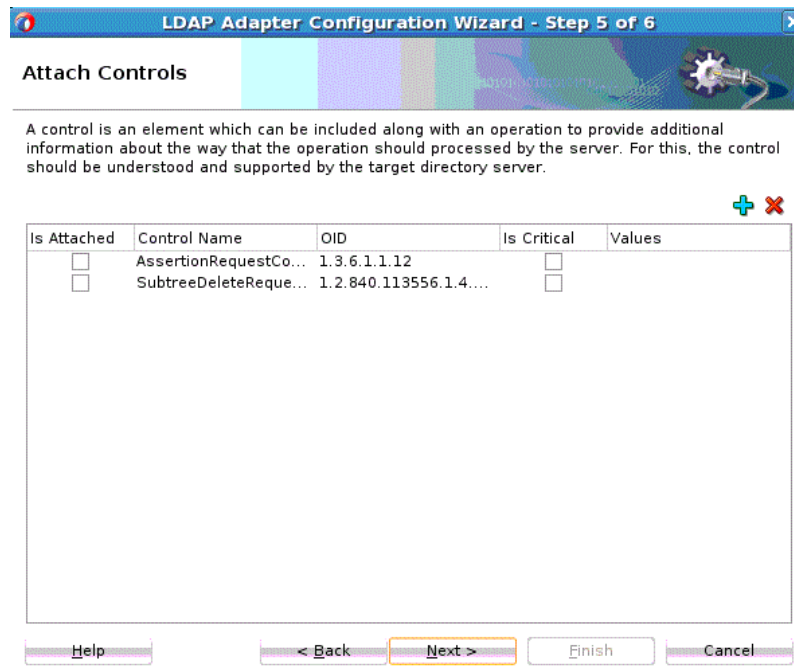 LDAP Adapter Configuration Wizard - Step 5 of 6
Attach Controls
A control is an element which can be included along with an operation to provide additional
information about the way that the operation should processed by the server. For this, the control
should be understood and supported by the target directory server.
Is Attached Control Name OID Is Critical Values
AssertionRequestCo... 1.3.6.1.1.12
SubtreeDeleteReque... 1.2.840.113556.1.4....
Help < Back Next > Finish Cancel